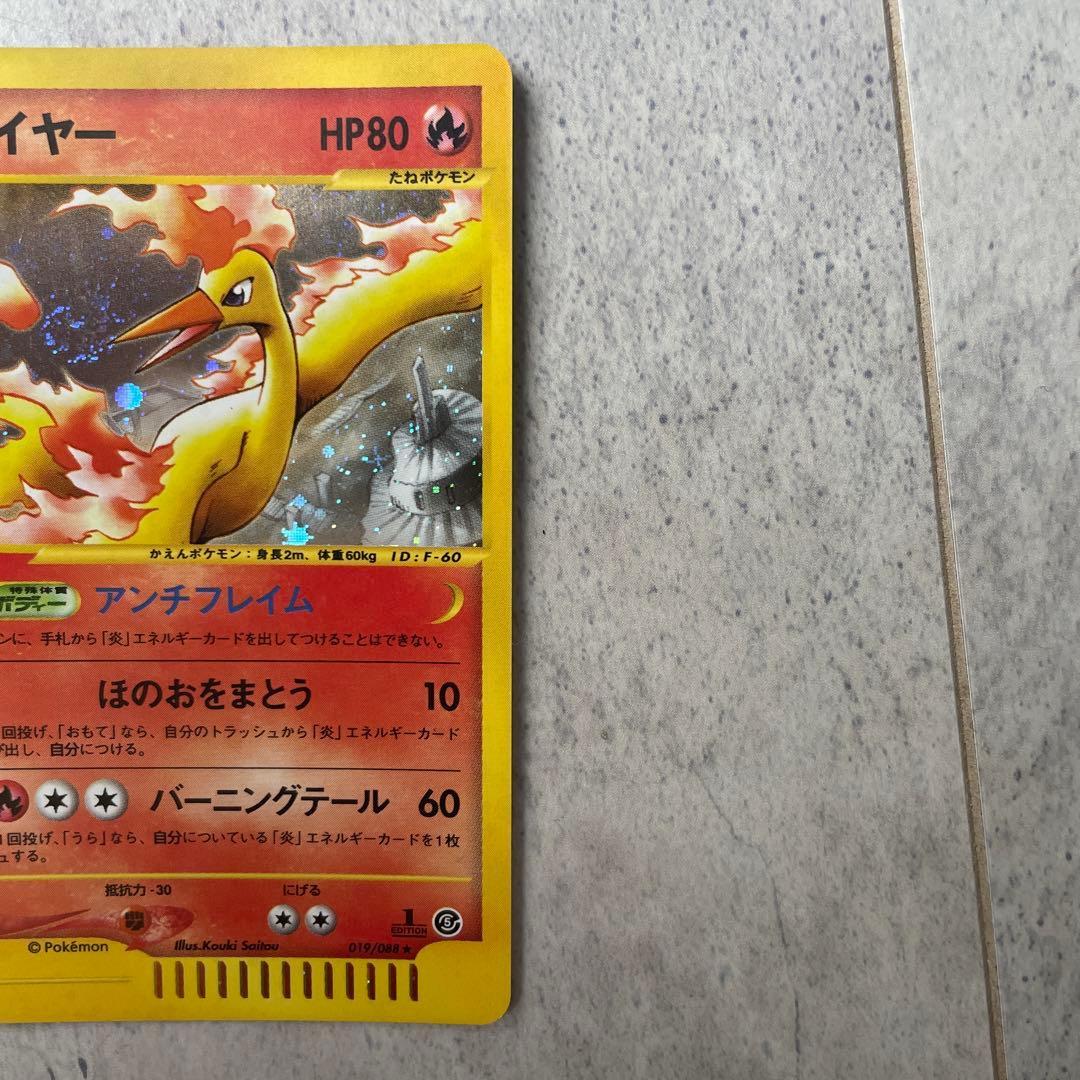 イヤー HP80
たねポケモン
かえんポケモン：身長2m、体重60kg ID:F-60
特殊体質
ボディー アンチフレイム
ンに、手札から「炎」エネルギーカードを出してつけることはできない。
ほのおをまとう 10
回投げ、「おもて」なら、自分のトラッシュから「炎」エネルギーカード
び出し、自分につける。
バーニングテール 60
回投げ、「うら」なら、自分についている「炎」エネルギーカードを1枚
ュする。
抵抗力 -30 にげる
1 EDITION 5
©Pokémon Illus.Kouki Saitou 019/088★